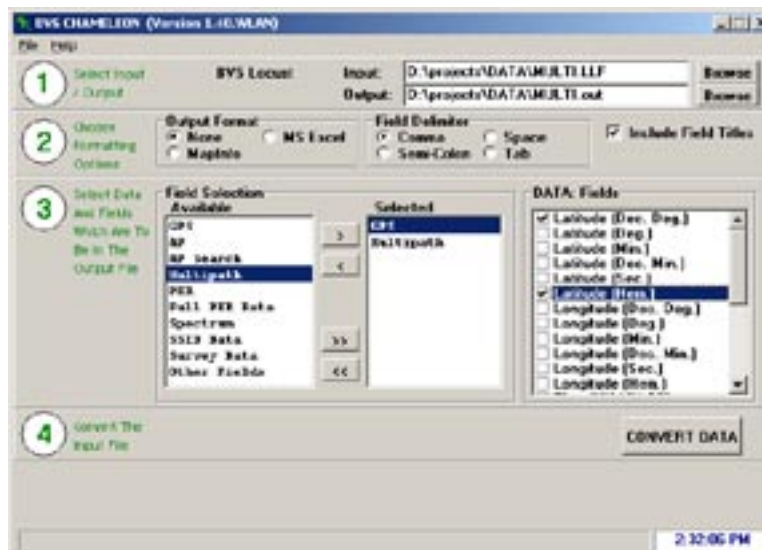 BVS CHAMELEON (Version 1.40.WLAN)
File Help
1 Select Input / Output
BVS Locust
Input: D:\projects\DATA\MULTI.LLF Browse
Output: D:\projects\DATA\MULTI.out Browse
2 Choose Formatting Options
Output Format
None MS Excel
MapInfo
Field Delimiter
Comma Space
Semi-Colon Tab
Include Field Titles
3 Select Data And Fields Which Are To Be In The Output File
Field Selection
Available
GPS
AP
AP Search
Multipath
PER
Full PER Data
Spectrum
SSID Data
Survey Data
Other Fields
>
<
>>
<<
Selected
GPS
Multipath
DATA: Fields
Latitude (Dec. Deg.)
Latitude (Deg.)
Latitude (Min.)
Latitude (Dec. Min.)
Latitude (Sec.)
Latitude (Hem.)
Longitude (Dec. Deg.)
Longitude (Deg.)
Longitude (Min.)
Longitude (Dec. Min.)
Longitude (Sec.)
Longitude (Hem.)
4 Convert The Input File
CONVERT DATA
2:32:06 PM